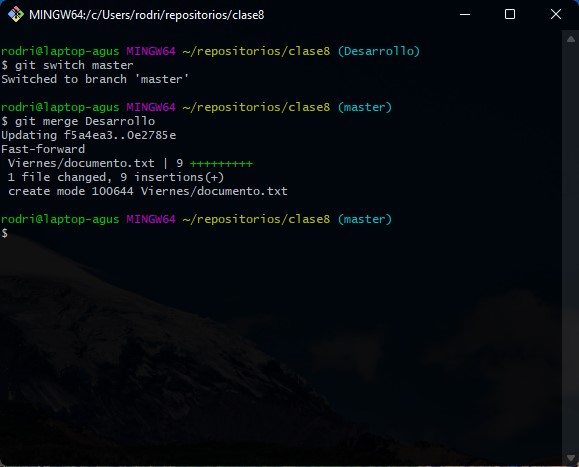 MINGW64:/c/Users/rodri/repositorios/clase8
rodri@laptop-agus MINGW64 ~/repositorios/clase8 (Desarrollo)
$ git switch master
Switched to branch 'master'
rodri@laptop-agus MINGW64 ~/repositorios/clase8 (master)
$ git merge Desarrollo
Updating f5a4ea3..0e2785e
Fast-forward
 Viernes/documento.txt | 9 +++++++++
 1 file changed, 9 insertions(+)
 create mode 100644 Viernes/documento.txt
rodri@laptop-agus MINGW64 ~/repositorios/clase8 (master)
$